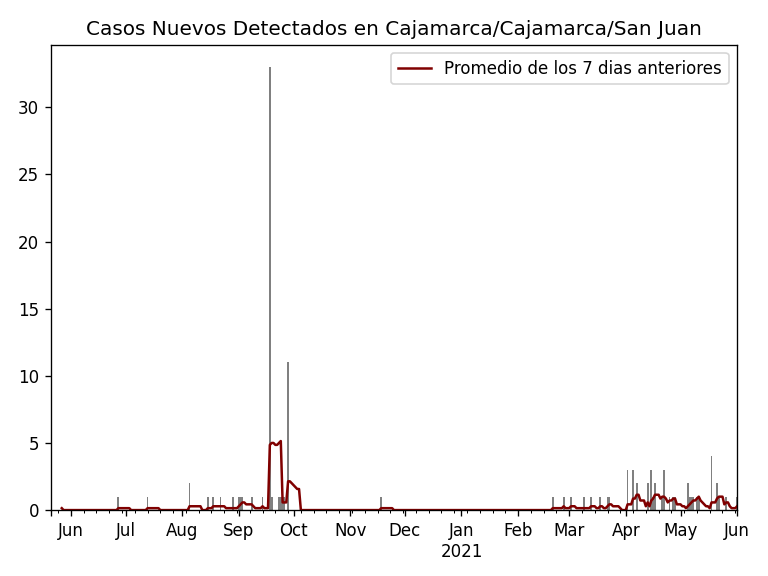 Casos Nuevos Detectados en Cajamarca/Cajamarca/San Juan
Promedio de los 7 dias anteriores
30
25
20
15
10
5
0
Jun Jul Aug Sep Oct Nov Dec Jan Feb Mar Apr May Jun
2021